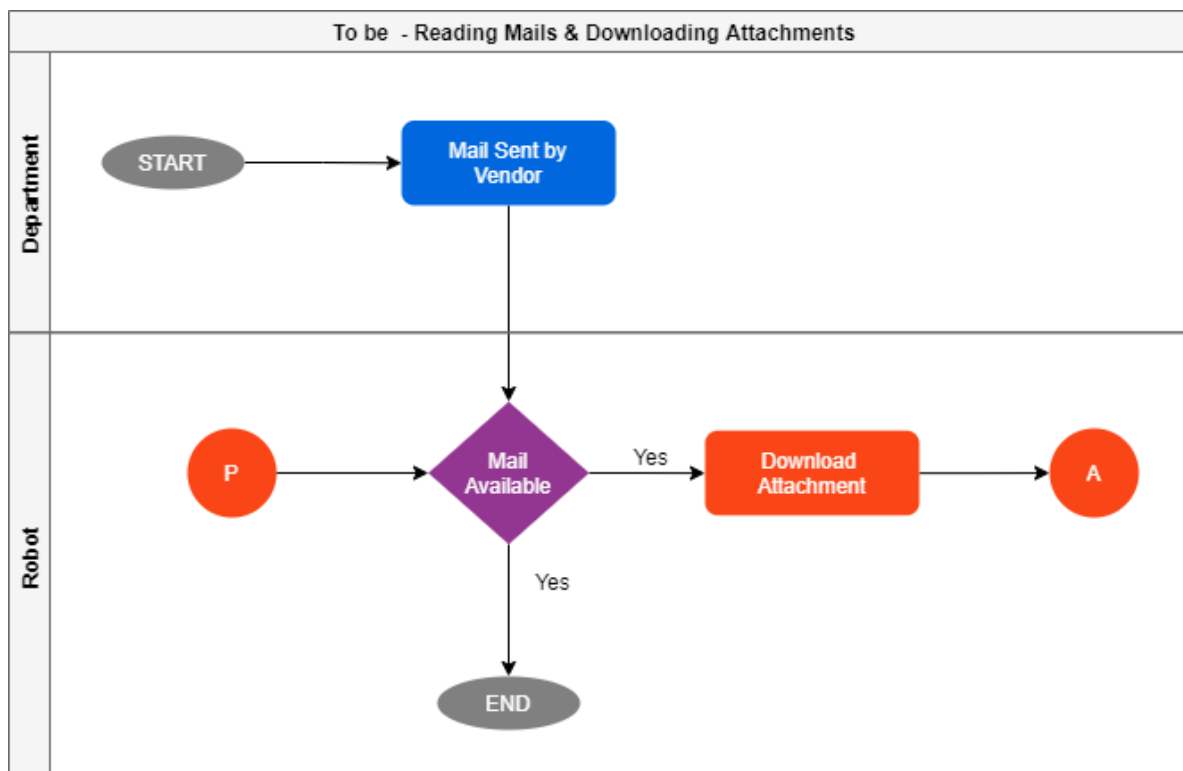 To be - Reading Mails & Downloading Attachments
Department
START
Mail Sent by
Vendor
Robot
P
Mail
Available
Yes
Download
Attachment
A
Yes
END